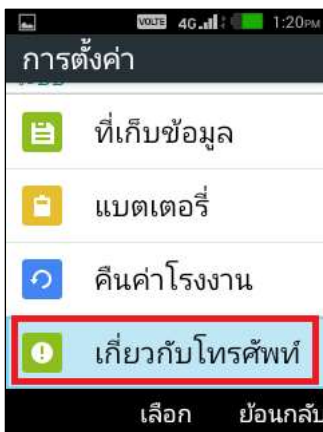 VOLTE 4G 1:20PM
การตั้งค่า
ที่เก็บข้อมูล
แบตเตอรี่
คืนค่าโรงงาน
เกี่ยวกับโทรศัพท์
เลือก ย้อนกลับ